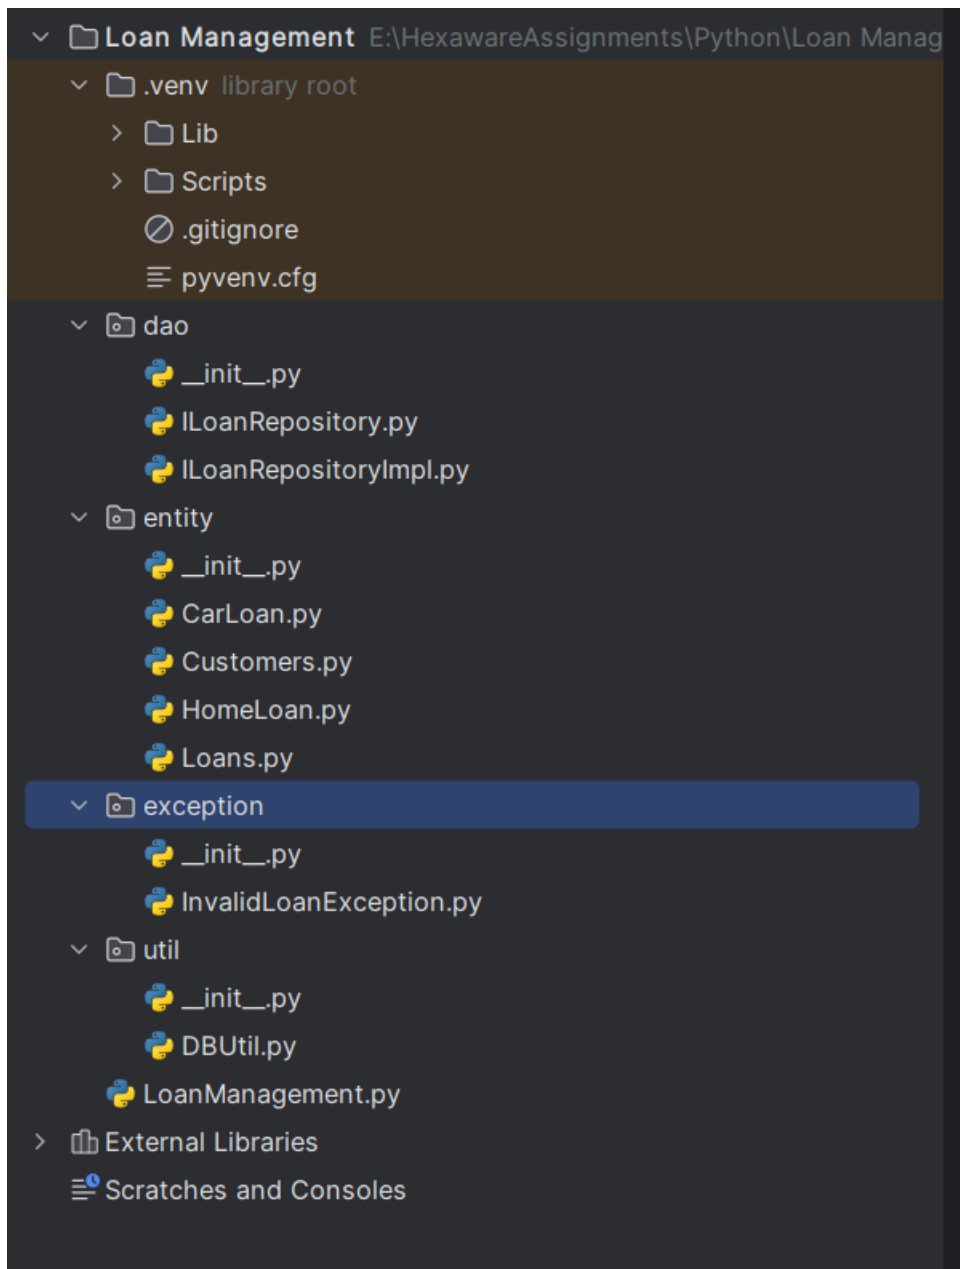 Loan Management E:\HexawareAssignments\Python\Loan Manag
.venv library root
Lib
Scripts
.gitignore
pyvenv.cfg
dao
__init__.py
ILoanRepository.py
ILoanRepositoryImpl.py
entity
__init__.py
CarLoan.py
Customers.py
HomeLoan.py
Loans.py
exception
__init__.py
InvalidLoanException.py
util
__init__.py
DBUtil.py
LoanManagement.py
External Libraries
Scratches and Consoles